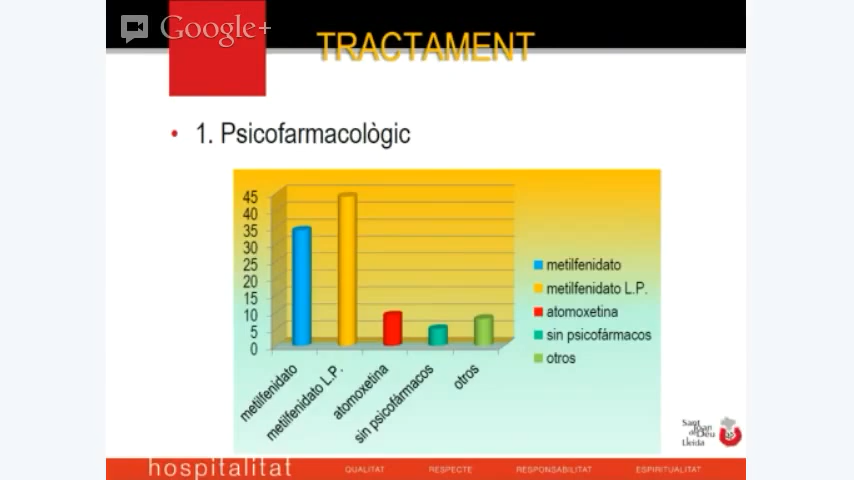 Google+
TRACTAMENT
• 1. Psicofarmacològic
45
40
35
30
25
20
15
10
5
0
metilfenidato
metilfenidato L.P.
atomoxetina
sin psicofármacos
otros
metilfenidato
metilfenidato L.P.
atomoxetina
sin psicofármacos
otros
Sant
Joan
de Déu
Lleida
hospitalitat QUALITAT RESPECTE RESPONSABILITAT ESPIRITUALITAT